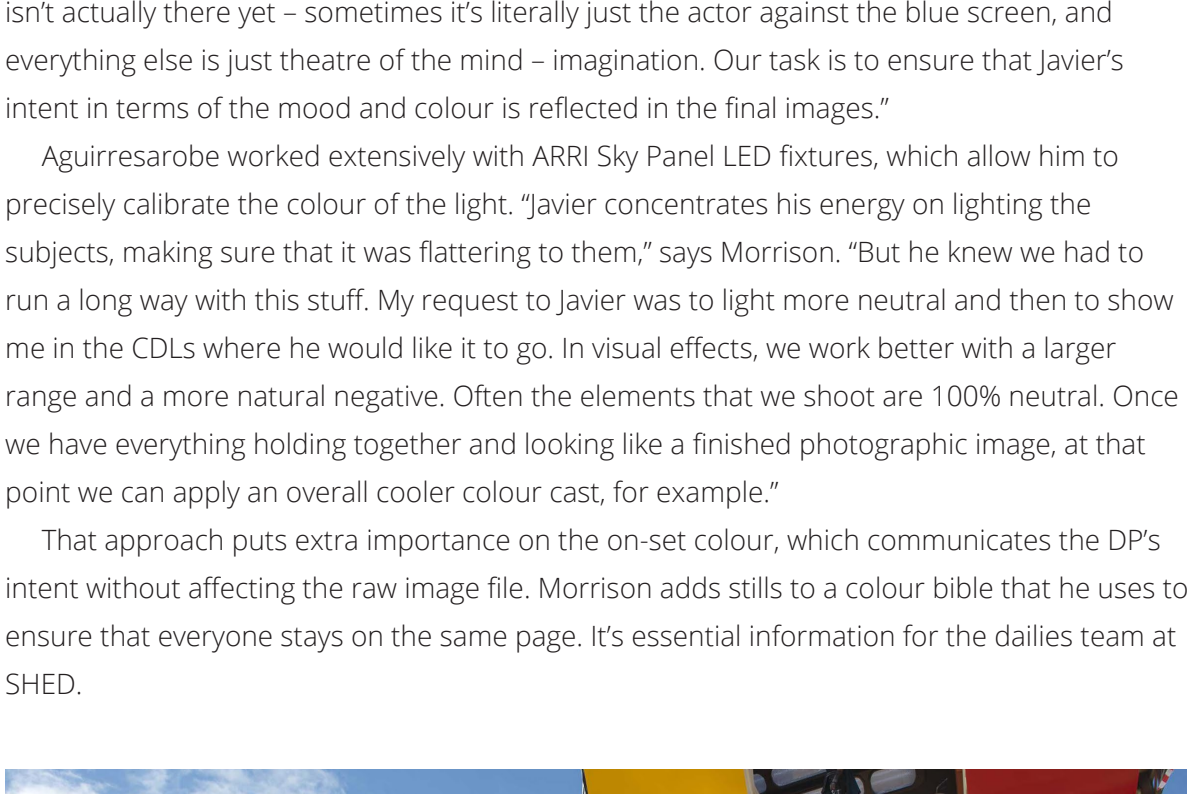 isn’t actually there yet – sometimes it’s literally just the actor against the blue screen, and
everything else is just theatre of the mind – imagination. Our task is to ensure that Javier’s
intent in terms of the mood and colour is reflected in the final images.”
Aguirresarobe worked extensively with ARRI Sky Panel LED fixtures, which allow him to
precisely calibrate the colour of the light. “Javier concentrates his energy on lighting the
subjects, making sure that it was flattering to them,” says Morrison. “But he knew we had to
run a long way with this stuff. My request to Javier was to light more neutral and then to show
me in the CDLs where he would like it to go. In visual effects, we work better with a larger
range and a more natural negative. Often the elements that we shoot are 100% neutral. Once
we have everything holding together and looking like a finished photographic image, at that
point we can apply an overall cooler colour cast, for example.”
That approach puts extra importance on the on-set colour, which communicates the DP’s
intent without affecting the raw image file. Morrison adds stills to a colour bible that he uses to
ensure that everyone stays on the same page. It’s essential information for the dailies team at
SHED.